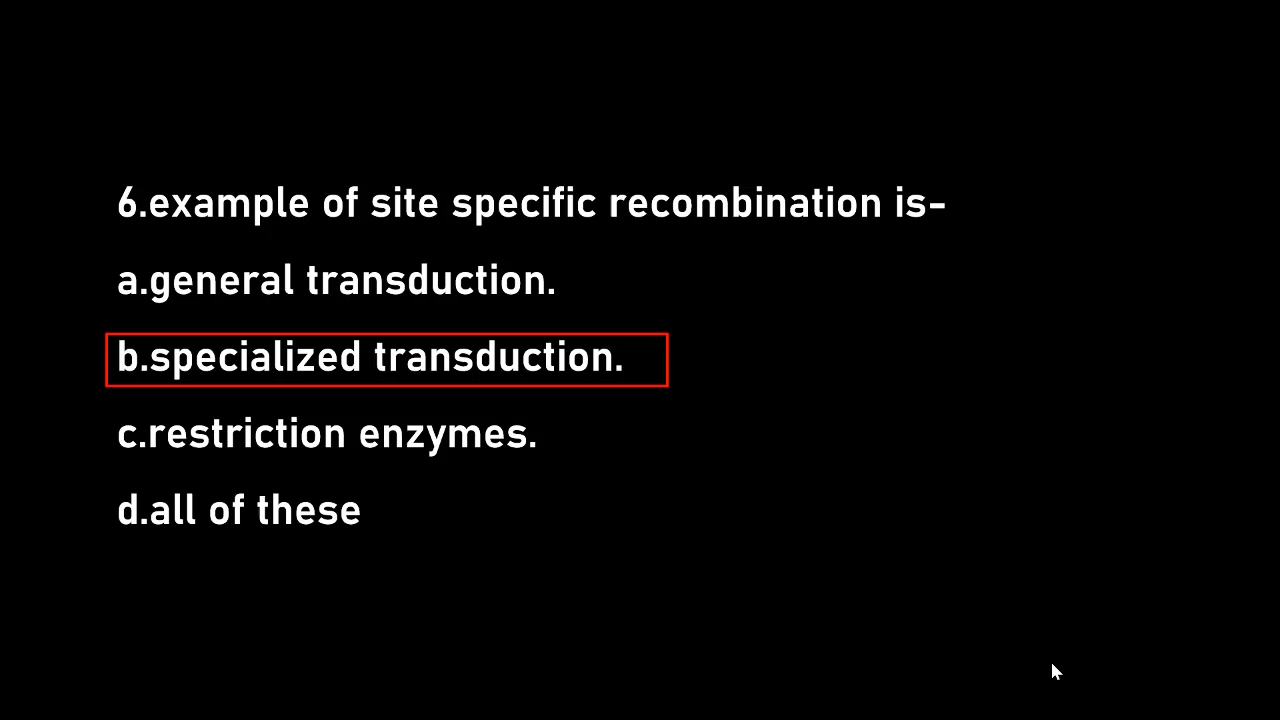 6.example of site specific recombination is-
a.general transduction.
b.specialized transduction.
c.restriction enzymes.
d.all of these